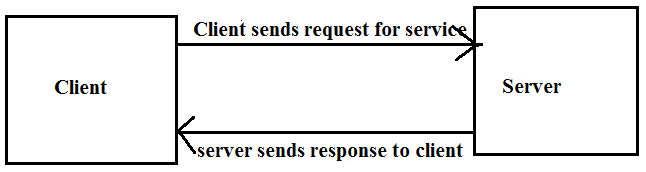 Client sends request for service
Client
Server
server sends response to client